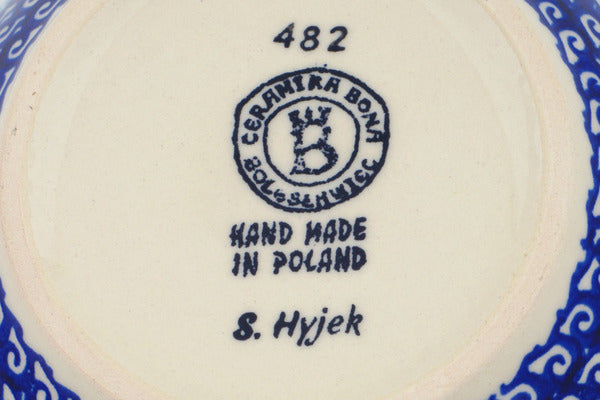 482
CERAMIKA BONA
B
BOLESŁAWIEC
HAND MADE
IN POLAND
S. Hyjek